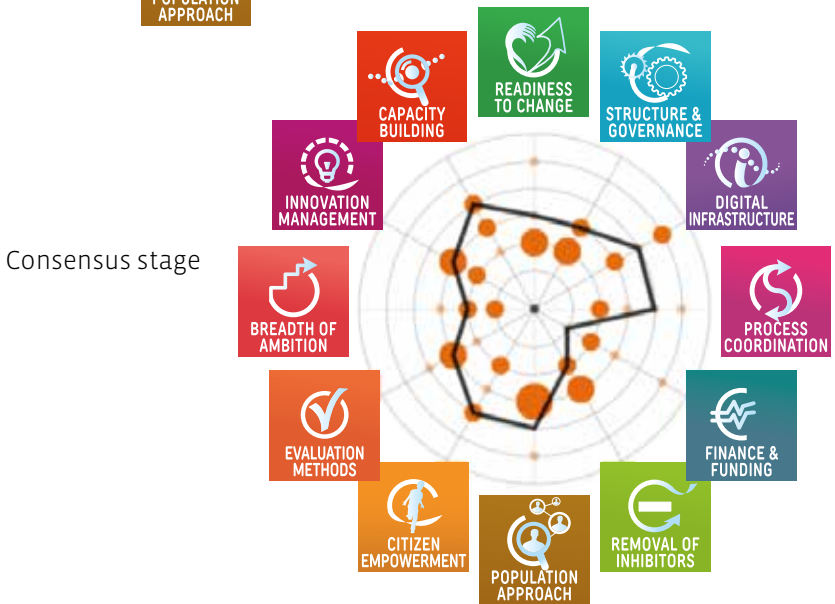 APPROACH
READINESS
TO CHANGE
CAPACITY
BUILDING
STRUCTURE &
GOVERNANCE
INNOVATION
MANAGEMENT
DIGITAL
INFRASTRUCTURE
Consensus stage
BREADTH OF
AMBITION
PROCESS
COORDINATION
EVALUATION
METHODS
FINANCE &
FUNDING
CITIZEN
EMPOWERMENT
REMOVAL OF
INHIBITORS
POPULATION
APPROACH